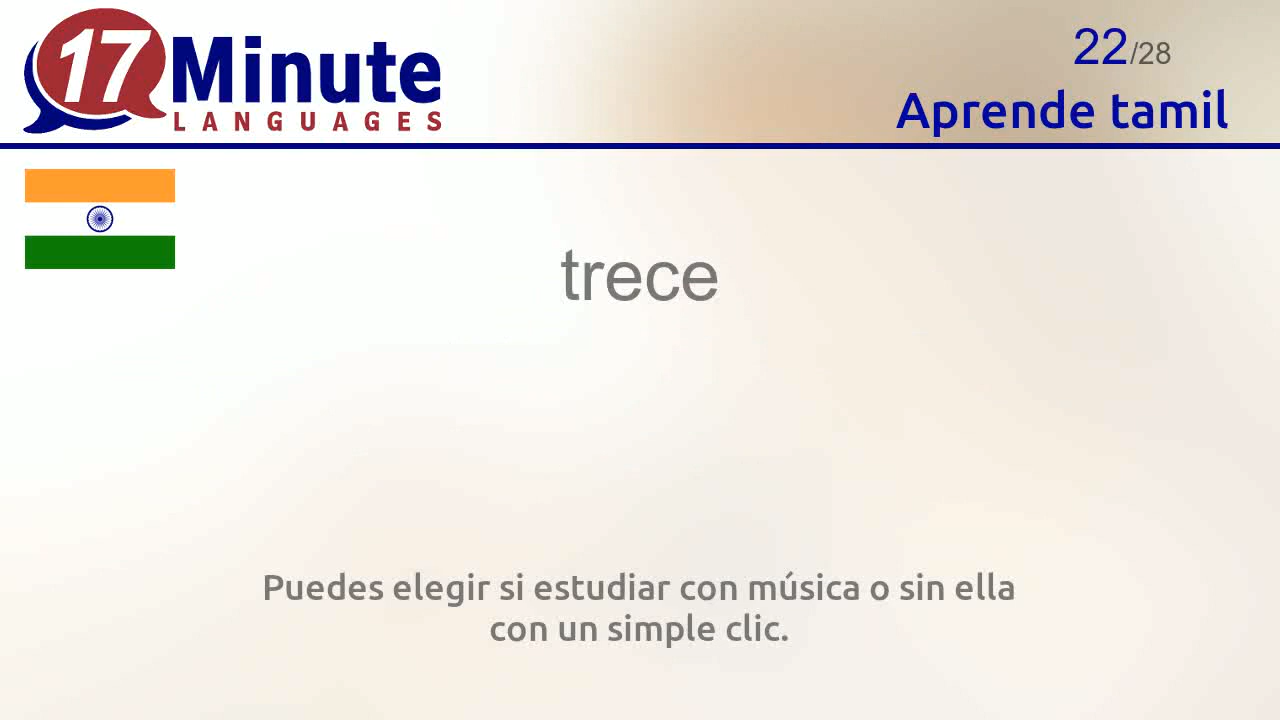 17 Minute
LANGUAGES
22/28
Aprende tamil
trece
Puedes elegir si estudiar con música o sin ella
con un simple clic.